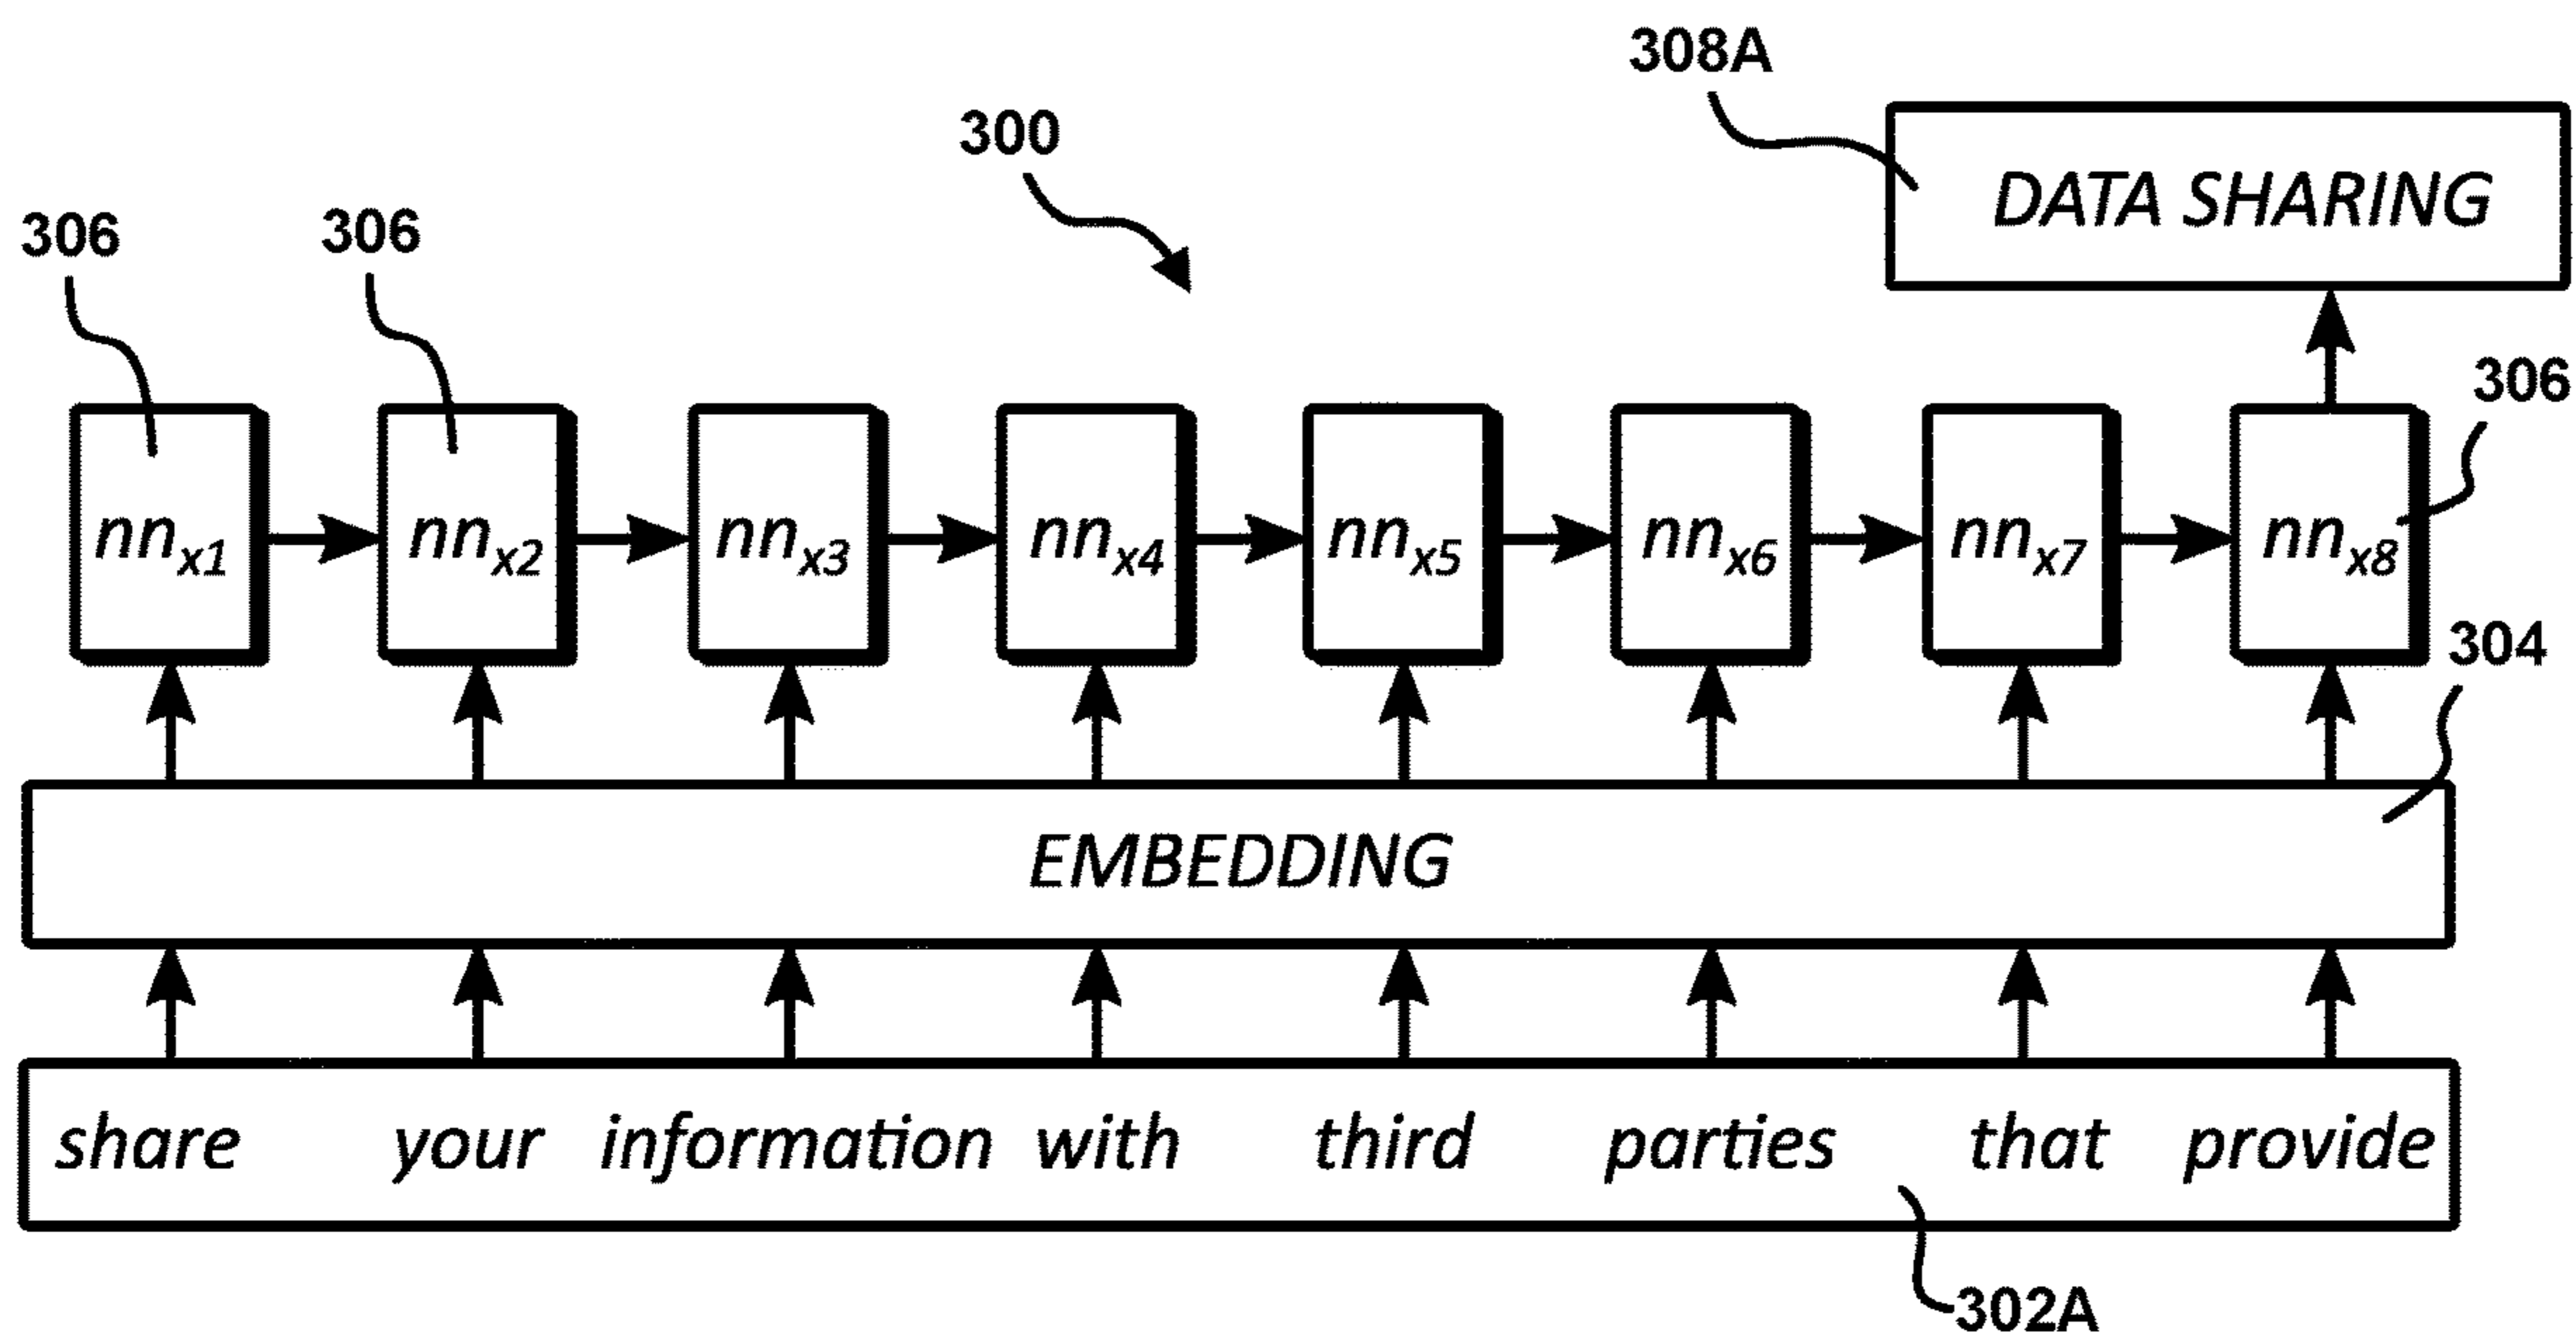 308A
300
DATA SHARING
306 306
306
nnx1 nnx2 nnx3 nnx4 nnx5 nnx6 nnx7 nnx8
304
EMBEDDING
share your information with third parties that provide
302A